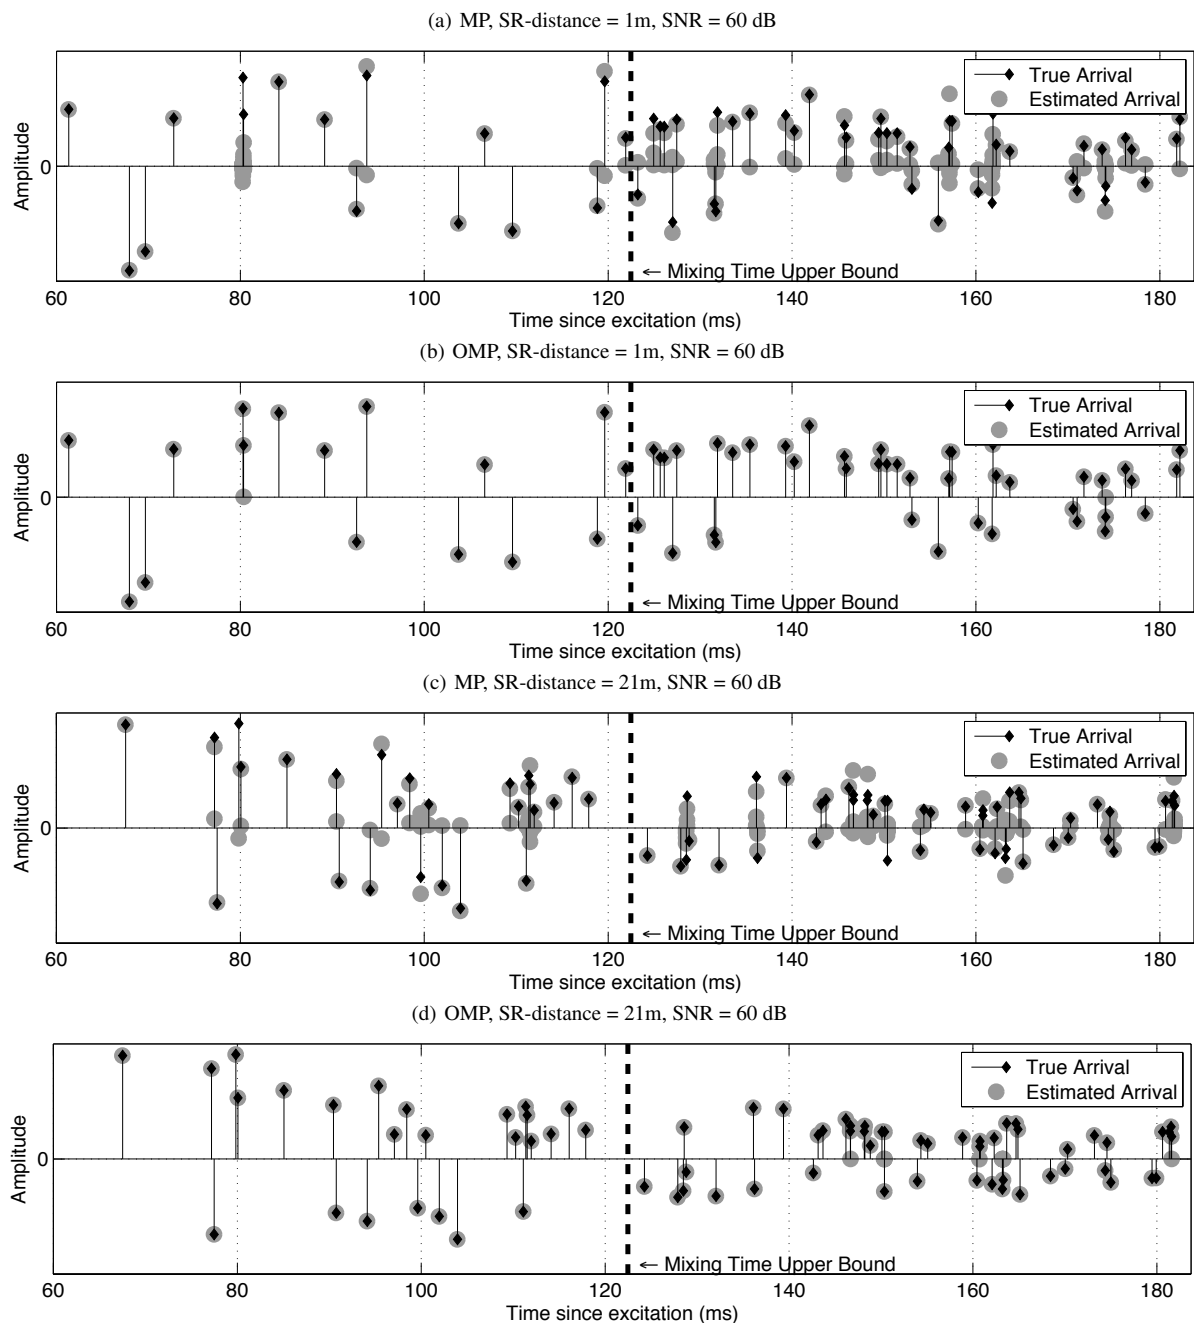 (a) MP, SR-distance = 1m, SNR = 60 dB
True Arrival
Estimated Arrival
Amplitude
0
← Mixing Time Upper Bound
60 80 100 120 140 160 180
Time since excitation (ms)
(b) OMP, SR-distance = 1m, SNR = 60 dB
True Arrival
Estimated Arrival
Amplitude
0
← Mixing Time Upper Bound
60 80 100 120 140 160 180
Time since excitation (ms)
(c) MP, SR-distance = 21m, SNR = 60 dB
True Arrival
Estimated Arrival
Amplitude
0
← Mixing Time Upper Bound
60 80 100 120 140 160 180
Time since excitation (ms)
(d) OMP, SR-distance = 21m, SNR = 60 dB
True Arrival
Estimated Arrival
Amplitude
0
← Mixing Time Upper Bound
60 80 100 120 140 160 180
Time since excitation (ms)